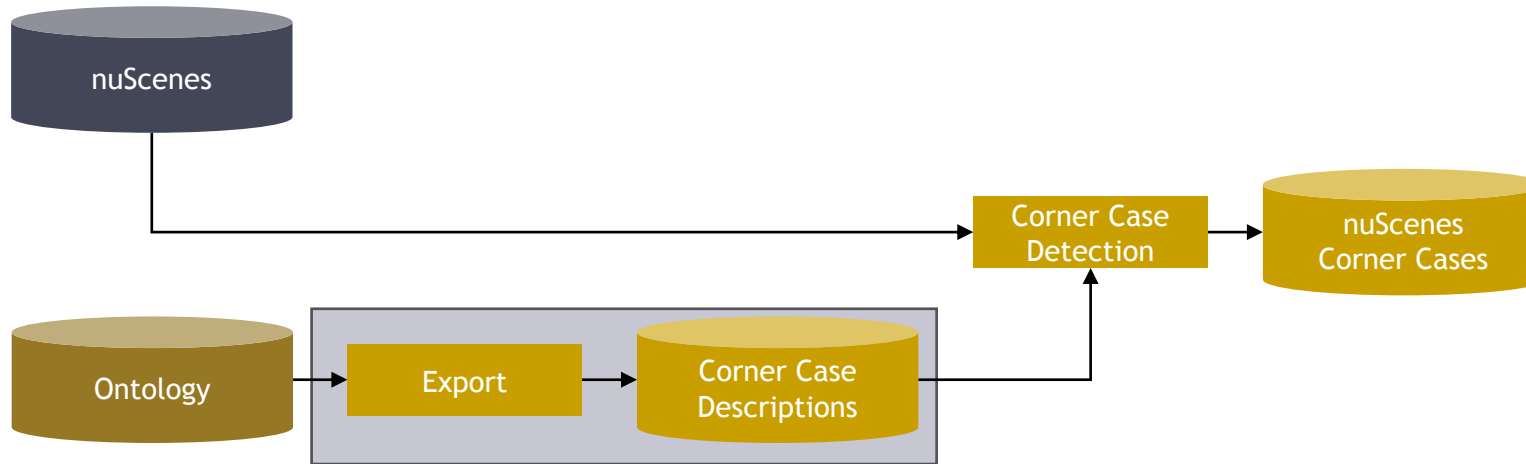 nuScenes
Corner Case
Detection
nuScenes
Corner Cases
Ontology
Export
Corner Case
Descriptions